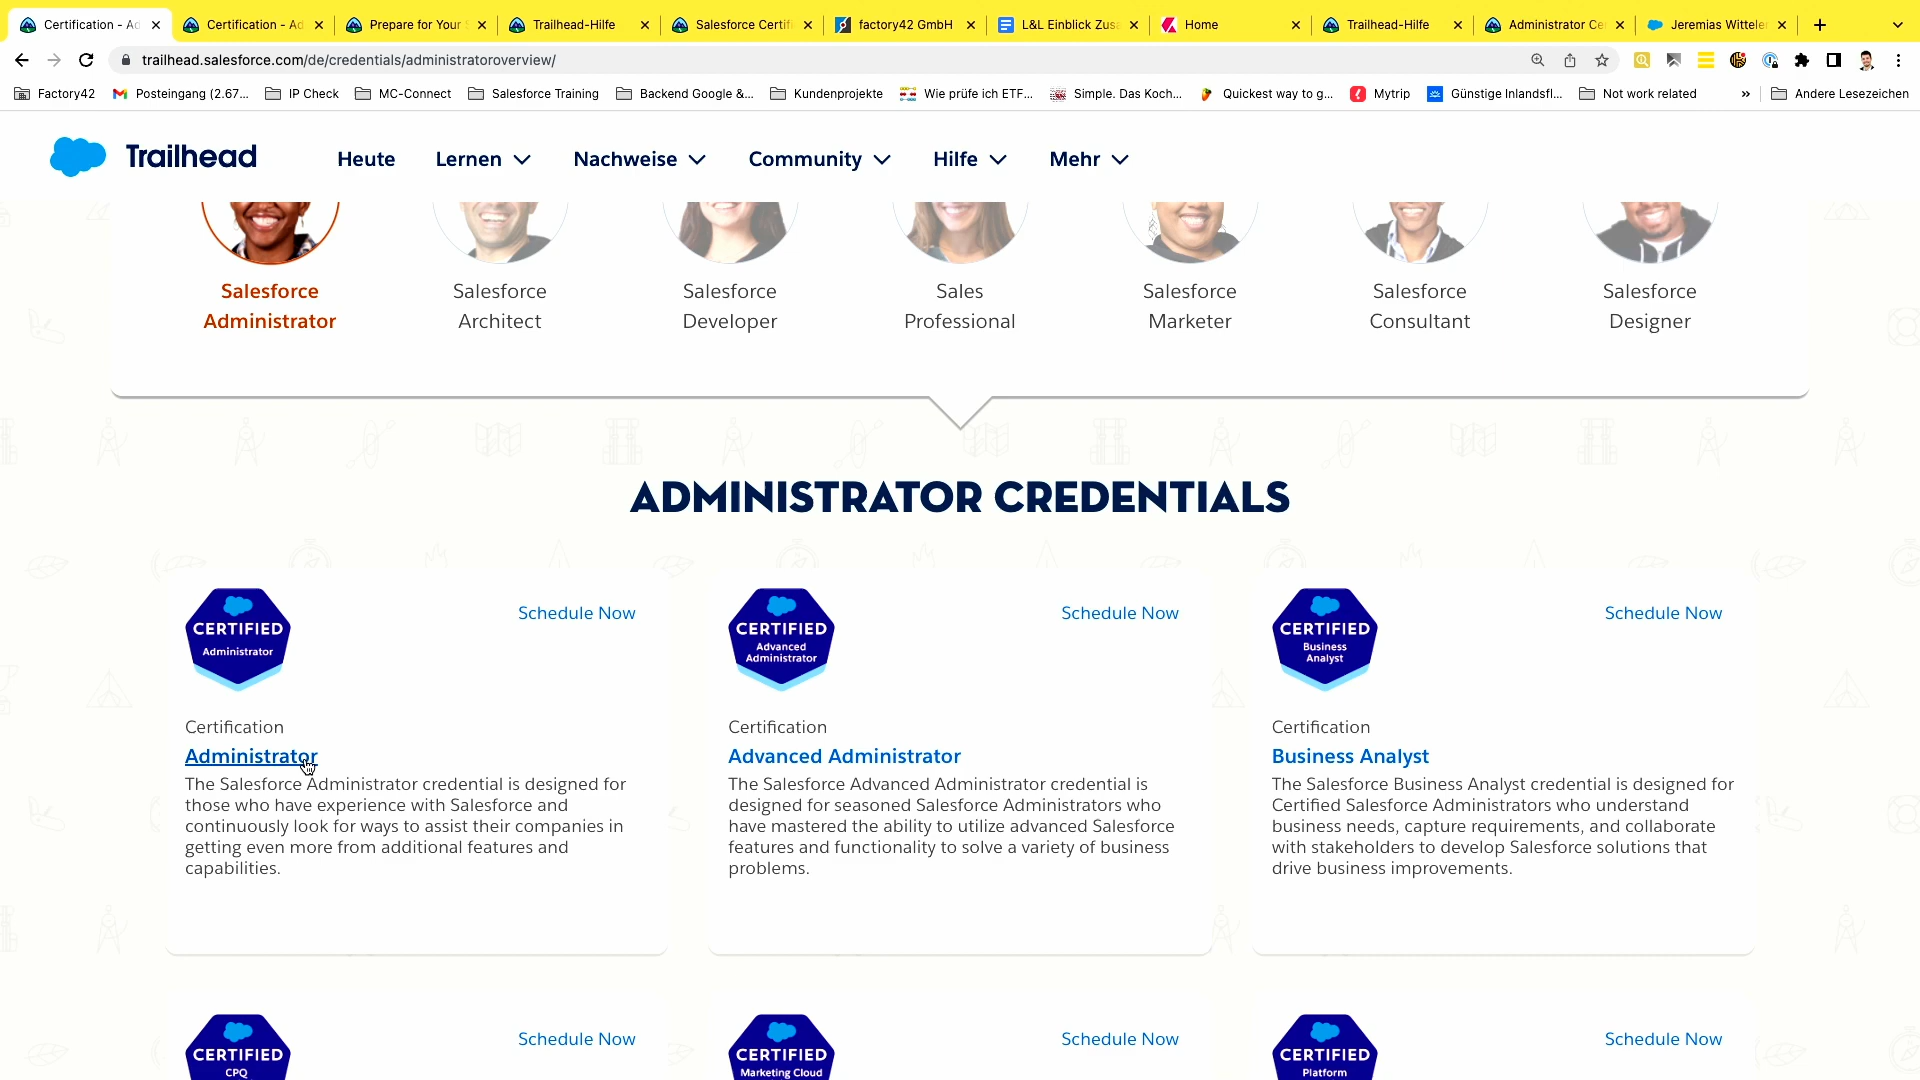 Certification - Ad
Certification - Ad
Prepare for Your S
Trailhead-Hilfe
Salesforce Certifi
factory42 GmbH
L&L Einblick Zusa
Home
Trailhead-Hilfe
Administrator Ce
Jeremias Wittele
trailhead.salesforce.com/de/credentials/administratoroverview/
Factory42
Posteingang (2.67...
IP Check
MC-Connect
Salesforce Training
Backend Google &...
Kundenprojekte
Wie prüfe ich ETF...
Simple. Das Koch...
Quickest way to g...
Mytrip
Günstige Inlandsfl...
Not work related
»
Andere Lesezeichen
Trailhead
Heute
Lernen
Nachweise
Community
Hilfe
Mehr
Salesforce
Administrator
Salesforce
Architect
Salesforce
Developer
Sales
Professional
Salesforce
Marketer
Salesforce
Consultant
Salesforce
Designer
ADMINISTRATOR CREDENTIALS
CERTIFIED
Administrator
Schedule Now
Certification
Administrator
The Salesforce Administrator credential is designed for
those who have experience with Salesforce and
continuously look for ways to assist their companies in
getting even more from additional features and
capabilities.
CERTIFIED
Advanced
Administrator
Schedule Now
Certification
Advanced Administrator
The Salesforce Advanced Administrator credential is
designed for seasoned Salesforce Administrators who
have mastered the ability to utilize advanced Salesforce
features and functionality to solve a variety of business
problems.
CERTIFIED
Business
Analyst
Schedule Now
Certification
Business Analyst
The Salesforce Business Analyst credential is designed for
Certified Salesforce Administrators who understand
business needs, capture requirements, and collaborate
with stakeholders to develop Salesforce solutions that
drive business improvements.
CERTIFIED
CPQ
Schedule Now
CERTIFIED
Marketing Cloud
Schedule Now
CERTIFIED
Platform
Schedule Now